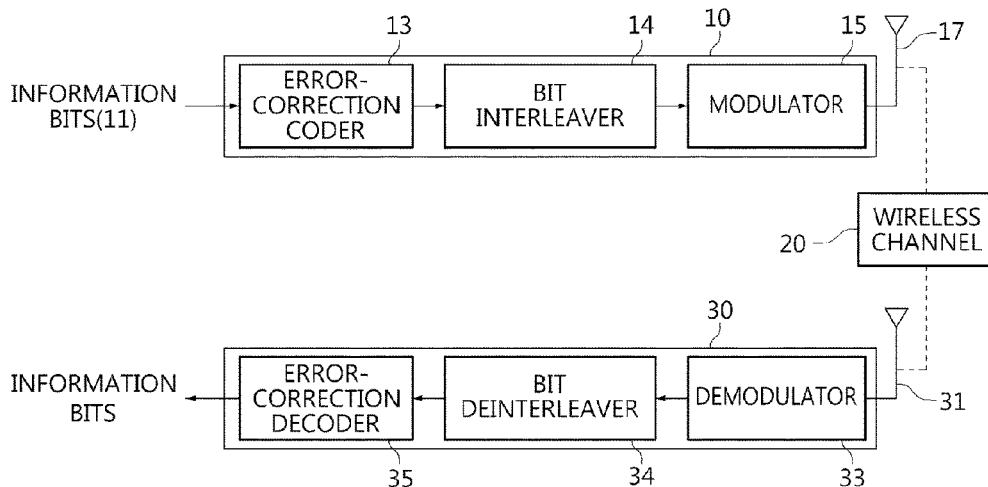 13
14
10
15
17
INFORMATION
BITS(11)
ERROR-
CORRECTION
CODER
BIT
INTERLEAVER
MODULATOR
20
WIRELESS
CHANNEL
30
INFORMATION
BITS
ERROR-
CORRECTION
DECODER
BIT
DEINTERLEAVER
DEMODULATOR
31
35
34
33